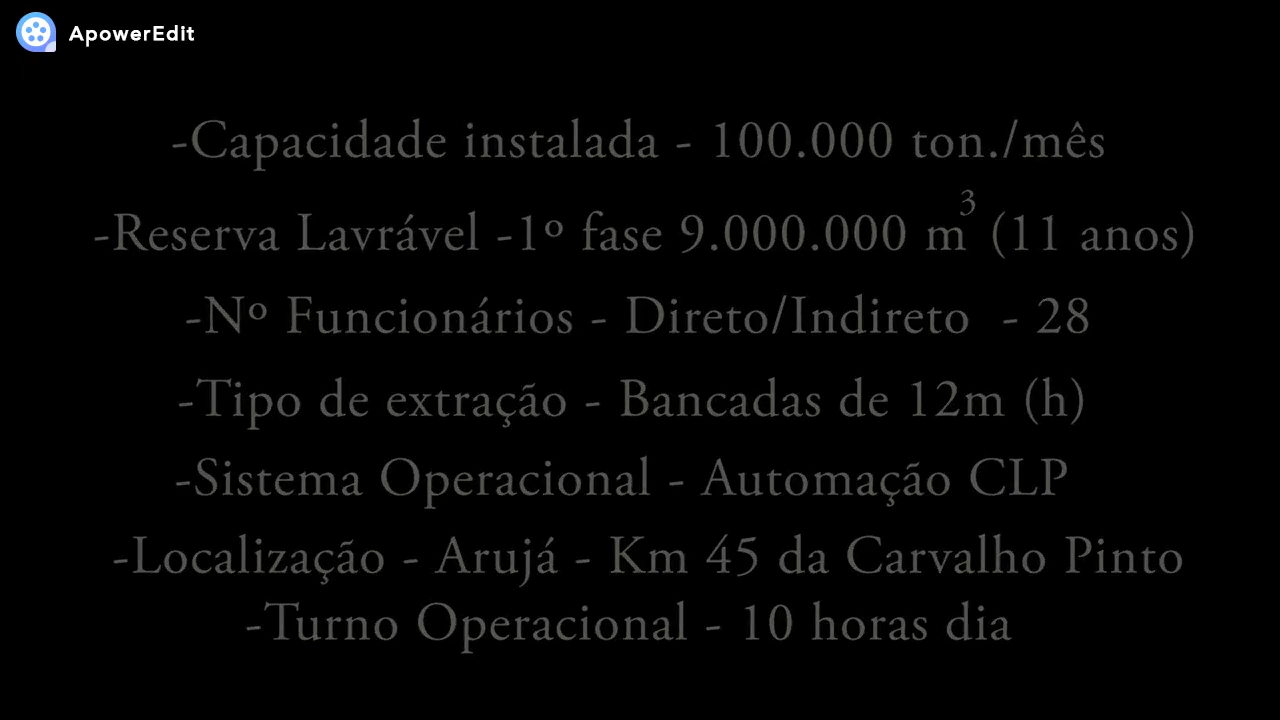 ApowerEdit
-Capacidade instalada - 100.000 ton./mês
-Reserva Lavrável -1º fase 9.000.000 m³ (11 anos)
-Nº Funcionários - Direto/Indireto - 28
-Tipo de extração - Bancadas de 12m (h)
-Sistema Operacional - Automação CLP
-Localização - Arujá - Km 45 da Carvalho Pinto
-Turno Operacional - 10 horas dia